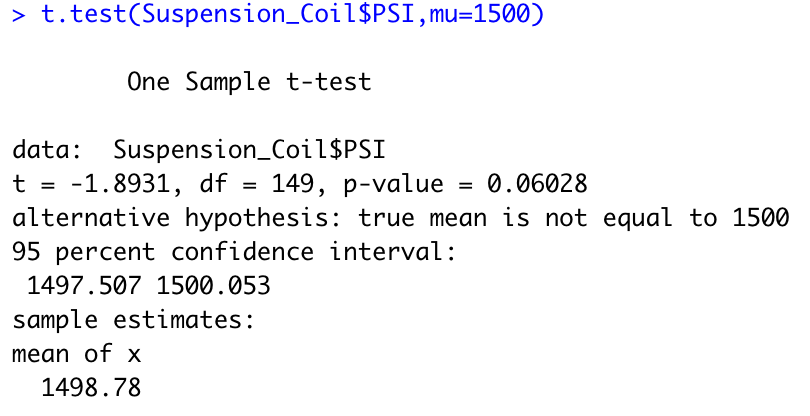 > t.test(Suspension_Coil$PSI,mu=1500)
One Sample t-test
data:  Suspension_Coil$PSI
t = -1.8931, df = 149, p-value = 0.06028
alternative hypothesis: true mean is not equal to 1500
95 percent confidence interval:
1497.507 1500.053
sample estimates:
mean of x
1498.78